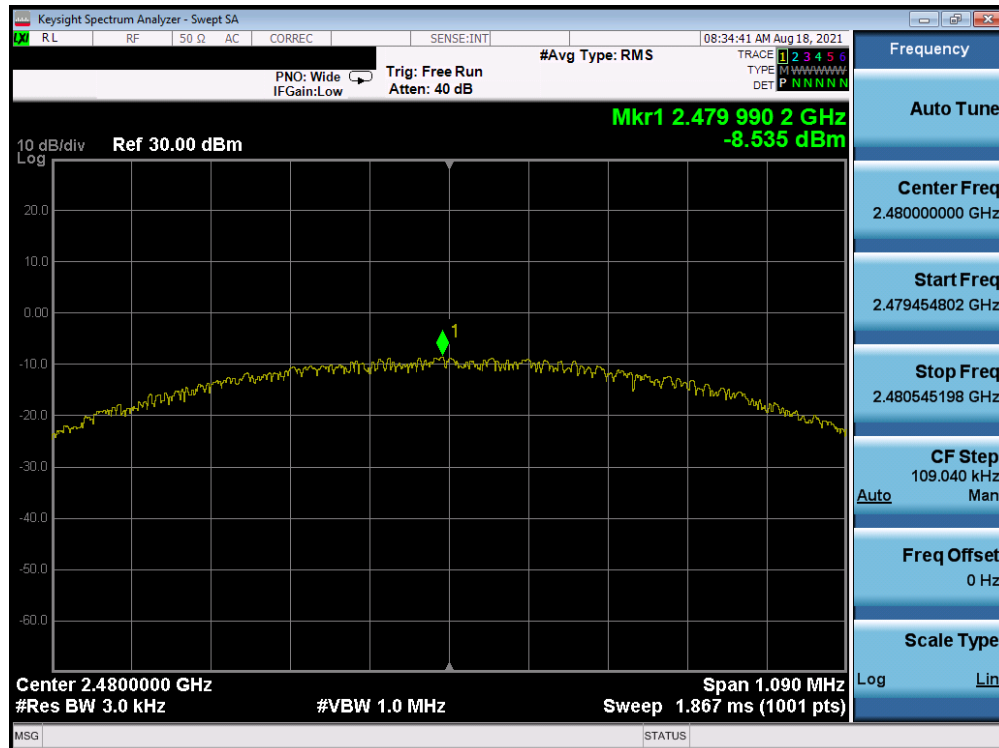 Keysight Spectrum Analyzer - Swept SA
LXI RL RF 50 Ω AC CORREC SENSE:INT 08:34:41 AM Aug 18, 2021
#Avg Type: RMS TRACE 1 2 3 4 5 6
PNO: Wide Trig: Free Run TYPE M WWWWW
IFGain:Low Atten: 40 dB DET P N N N N N
Mkr1 2.479 990 2 GHz
-8.535 dBm
10 dB/div Ref 30.00 dBm
Log
20.0
10.0
0.00
1
-10.0
-20.0
-30.0
-40.0
-50.0
-60.0
Center 2.4800000 GHz Span 1.090 MHz
#Res BW 3.0 kHz #VBW 1.0 MHz Sweep 1.867 ms (1001 pts)
MSG STATUS
Frequency
Auto Tune
Center Freq
2.480000000 GHz
Start Freq
2.479454802 GHz
Stop Freq
2.480545198 GHz
CF Step
109.040 kHz
Auto Man
Freq Offset
0 Hz
Scale Type
Log Lin